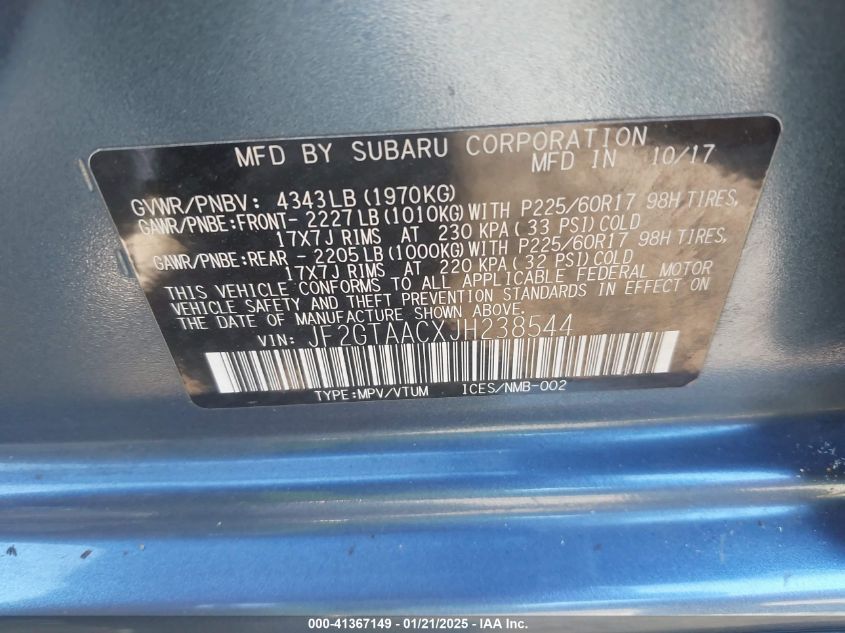 MFD BY SUBARU CORPORATION
MFD IN 10/17
GVWR/PNBV: 4343LB(1970KG)
GAWR/PNBE:FRONT- 2227LB(1010KG)WITH P225/60R17 98H TIRES,
17X7J RIMS AT 230 KPA(33 PSI)COLD
GAWR/PNBE:REAR - 2205LB(1000KG)WITH P225/60R17 98H TIRES,
17X7J RIMS AT 220 KPA(32 PSI)COLD
THIS VEHICLE CONFORMS TO ALL APPLICABLE FEDERAL MOTOR
VEHICLE SAFETY AND THEFT PREVENTION STANDARDS IN EFFECT ON
THE DATE OF MANUFACTURE SHOWN ABOVE.
VIN: JF2GTAACXJH238544
TYPE:MPV/VTUM ICES/NMB-002
000-41367149 - 01/21/2025 - IAA Inc.